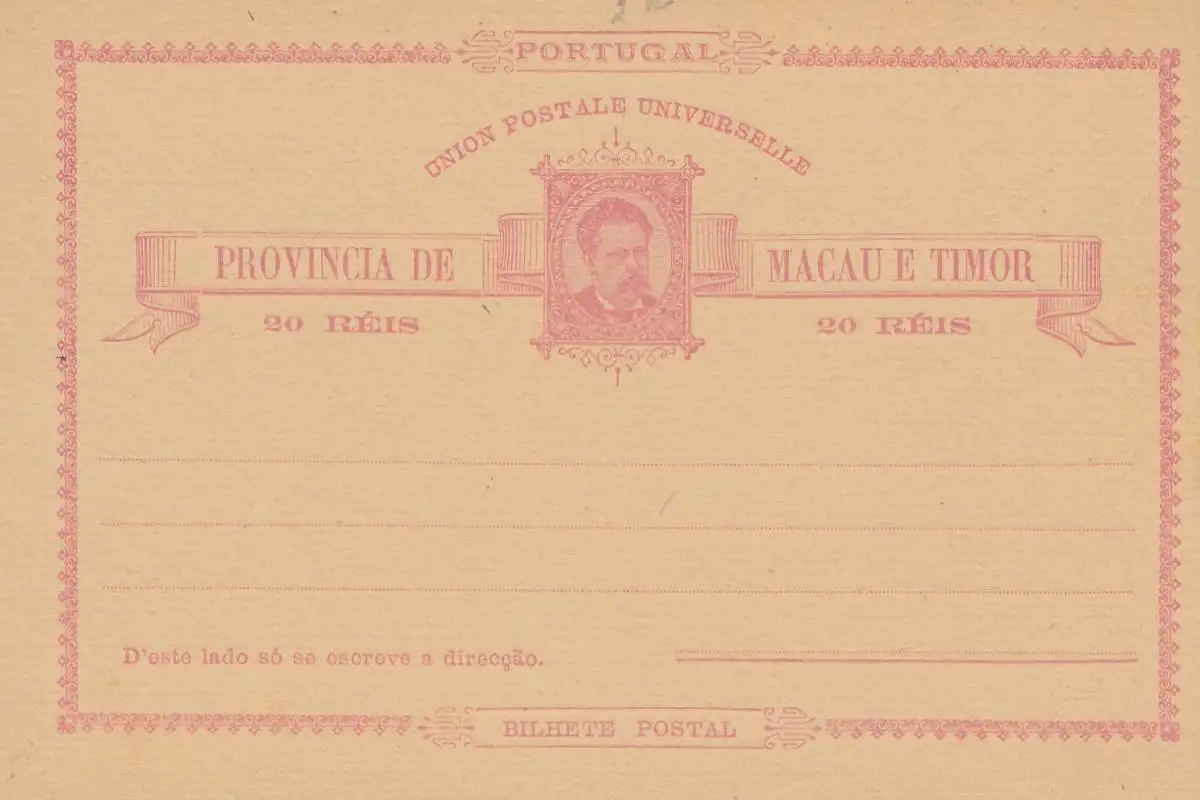 PORTUGAL
UNION POSTALE UNIVERSELLE
PROVINCIA DE MACAU E TIMOR
20 RÉIS 20 RÉIS
D'este lado só se escreve a direcção.
BILHETE POSTAL